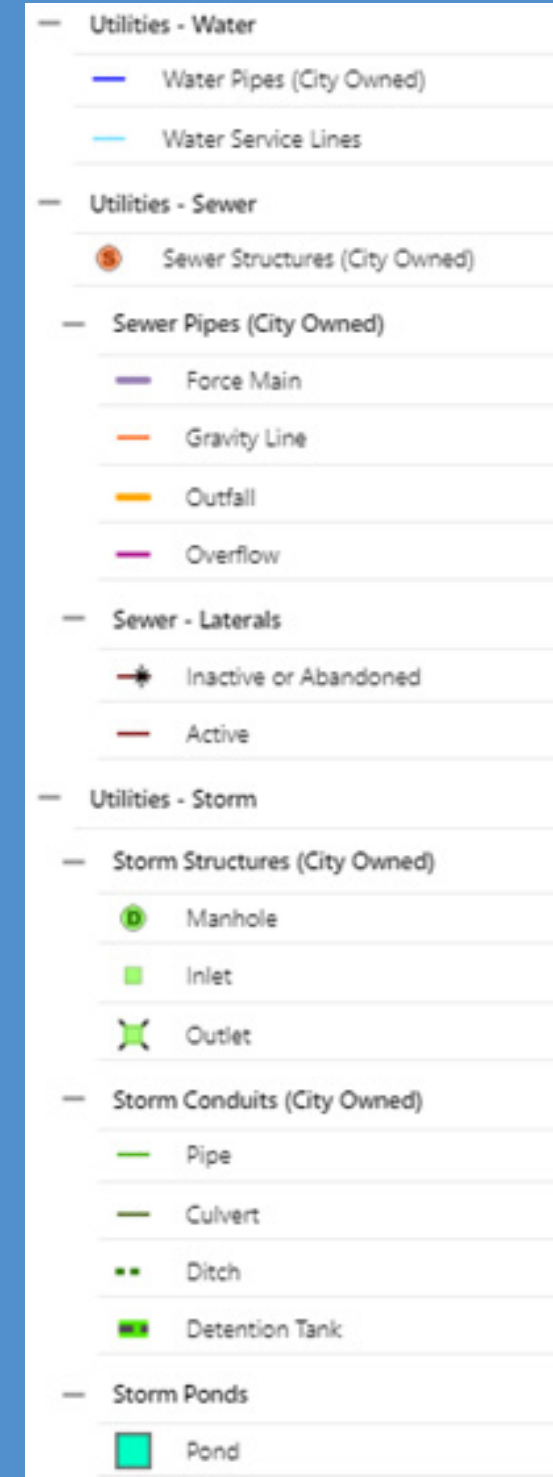 Utilities - Water
Water Pipes (City Owned)
Water Service Lines
Utilities - Sewer
S
Sewer Structures (City Owned)
Sewer Pipes (City Owned)
Force Main
Gravity Line
Outfall
Overflow
Sewer - Laterals
Inactive or Abandoned
Active
Utilities - Storm
Storm Structures (City Owned)
D Manhole
Inlet
Outlet
Storm Conduits (City Owned)
Pipe
Culvert
Ditch
Detention Tank
Storm Ponds
Pond